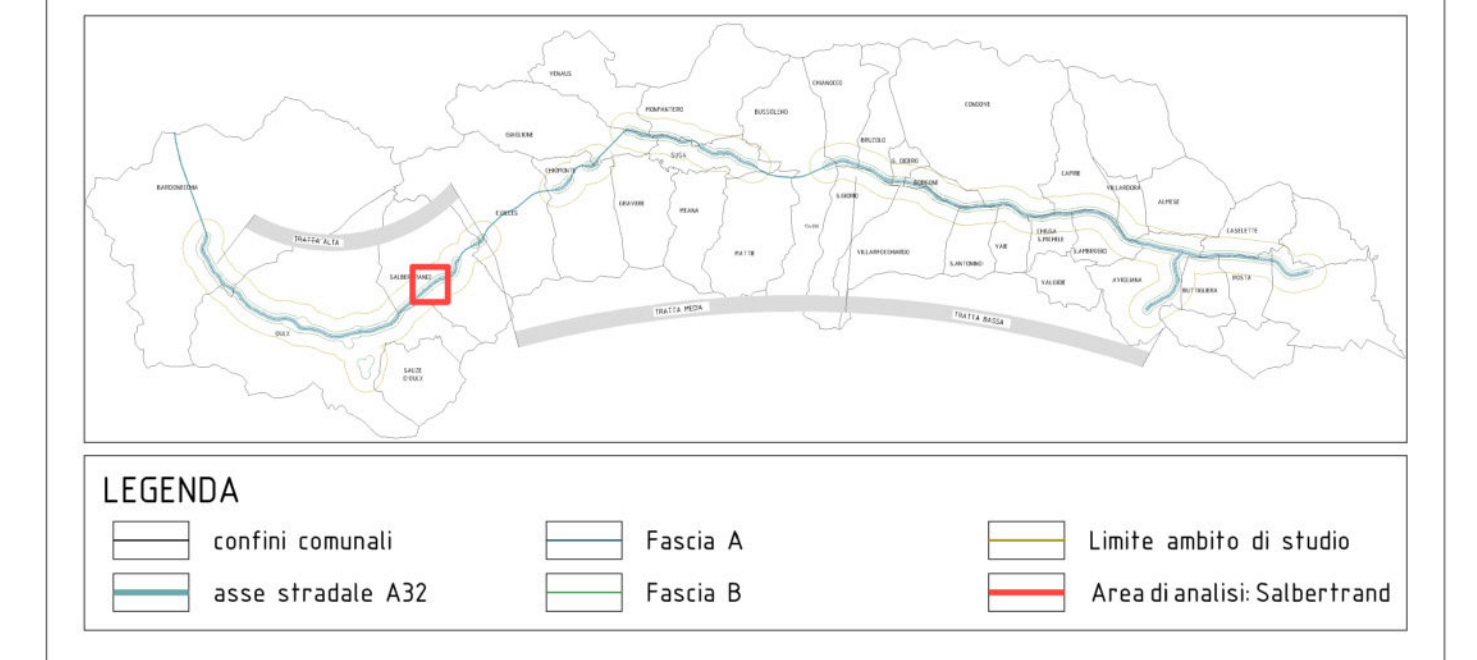 VENAUS
CHIANOCCO
CONDOVE
MONPANTERO
BUSSOLENO
GIAGLIONE
BRUZOLO
SUSA
S. DIDERO
CHIOMONTE
CAPRIE
BORGONE
BARDONECCHIA
VILLARDORA
S.GIORIO
ALMESE
GRAVERE
MEANA
EXILLES
CASELETTE
CHIUSA
S.MICHELE
TRATTA ALTA
VAIE
S.AMBROGIO
MATTIE
VILLARFOCCHIARDO
S.ANTONINO
SALBERTRAND
AVIGLIANA
ROSTA
VALGIOIE
BUTTIGLIERA
TRATTA MEDIA
TRATTA BASSA
OULX
SAUZE
D'OULX
LEGENDA
confini comunali
Fascia A
Limite ambito di studio
asse stradale A32
Fascia B
Area di analisi: Salbertrand